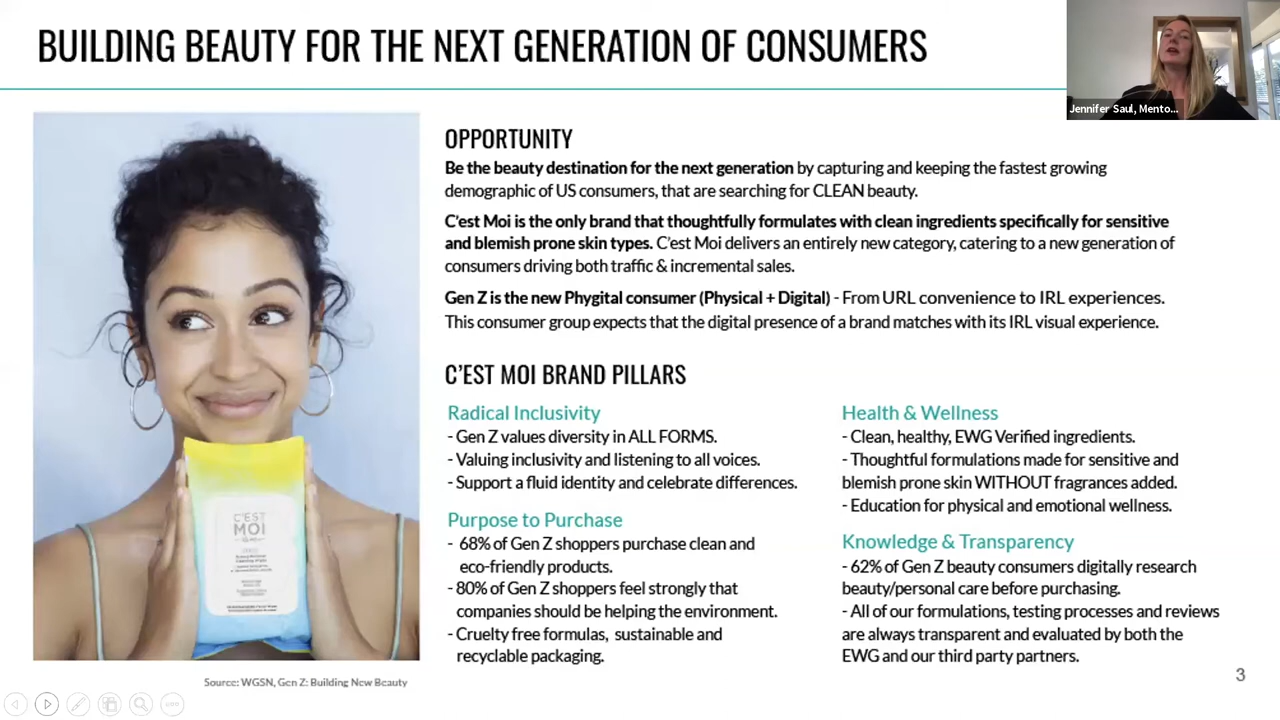 BUILDING BEAUTY FOR THE NEXT GENERATION OF CONSUMERS
Jennifer Saul, Mento...
OPPORTUNITY
Be the beauty destination for the next generation by capturing and keeping the fastest growing
demographic of US consumers, that are searching for CLEAN beauty.
C'est Moi is the only brand that thoughtfully formulates with clean ingredients specifically for sensitive
and blemish prone skin types. C'est Moi delivers an entirely new category, catering to a new generation of
consumers driving both traffic & incremental sales.
Gen Z is the new Phygital consumer (Physical + Digital) - From URL convenience to IRL experiences.
This consumer group expects that the digital presence of a brand matches with its IRL visual experience.
C'EST MOI BRAND PILLARS
Radical Inclusivity
- Gen Z values diversity in ALL FORMS.
- Valuing inclusivity and listening to all voices.
- Support a fluid identity and celebrate differences.
Purpose to Purchase
- 68% of Gen Z shoppers purchase clean and
eco-friendly products.
- 80% of Gen Z shoppers feel strongly that
companies should be helping the environment.
- Cruelty free formulas, sustainable and
recyclable packaging.
Health & Wellness
- Clean, healthy, EWG Verified ingredients.
- Thoughtful formulations made for sensitive and
blemish prone skin WITHOUT fragrances added.
- Education for physical and emotional wellness.
Knowledge & Transparency
- 62% of Gen Z beauty consumers digitally research
beauty/personal care before purchasing.
- All of our formulations, testing processes and reviews
are always transparent and evaluated by both the
EWG and our third party partners.
C'EST
MOI
Source: WGSN, Gen Z: Building New Beauty
3